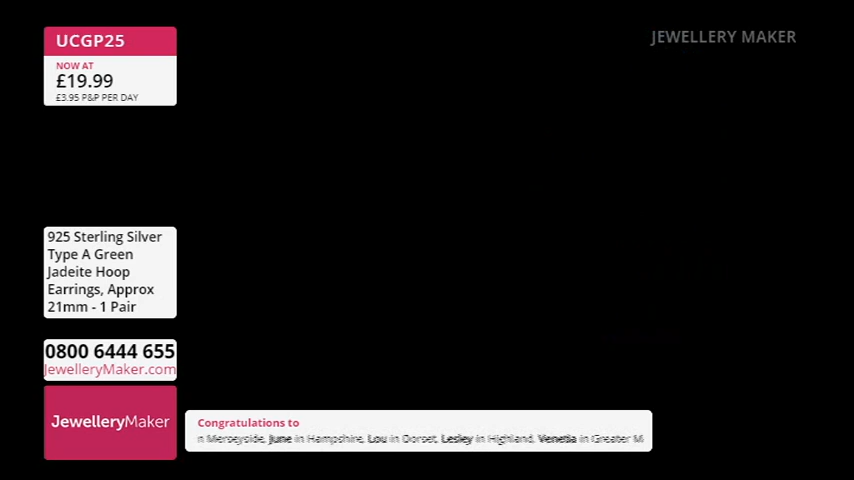 UCGP25
NOW AT
£19.99
£3.95 P&P PER DAY
JEWELLERY MAKER
925 Sterling Silver
Type A Green
Jadeite Hoop
Earrings, Approx
21mm - 1 Pair
0800 6444 655
JewelleryMaker.com
JewelleryMaker
Congratulations to
Merseyside, June in Hampshire, Lou in Dorset, Lesley in Highland, Venetia in Greater